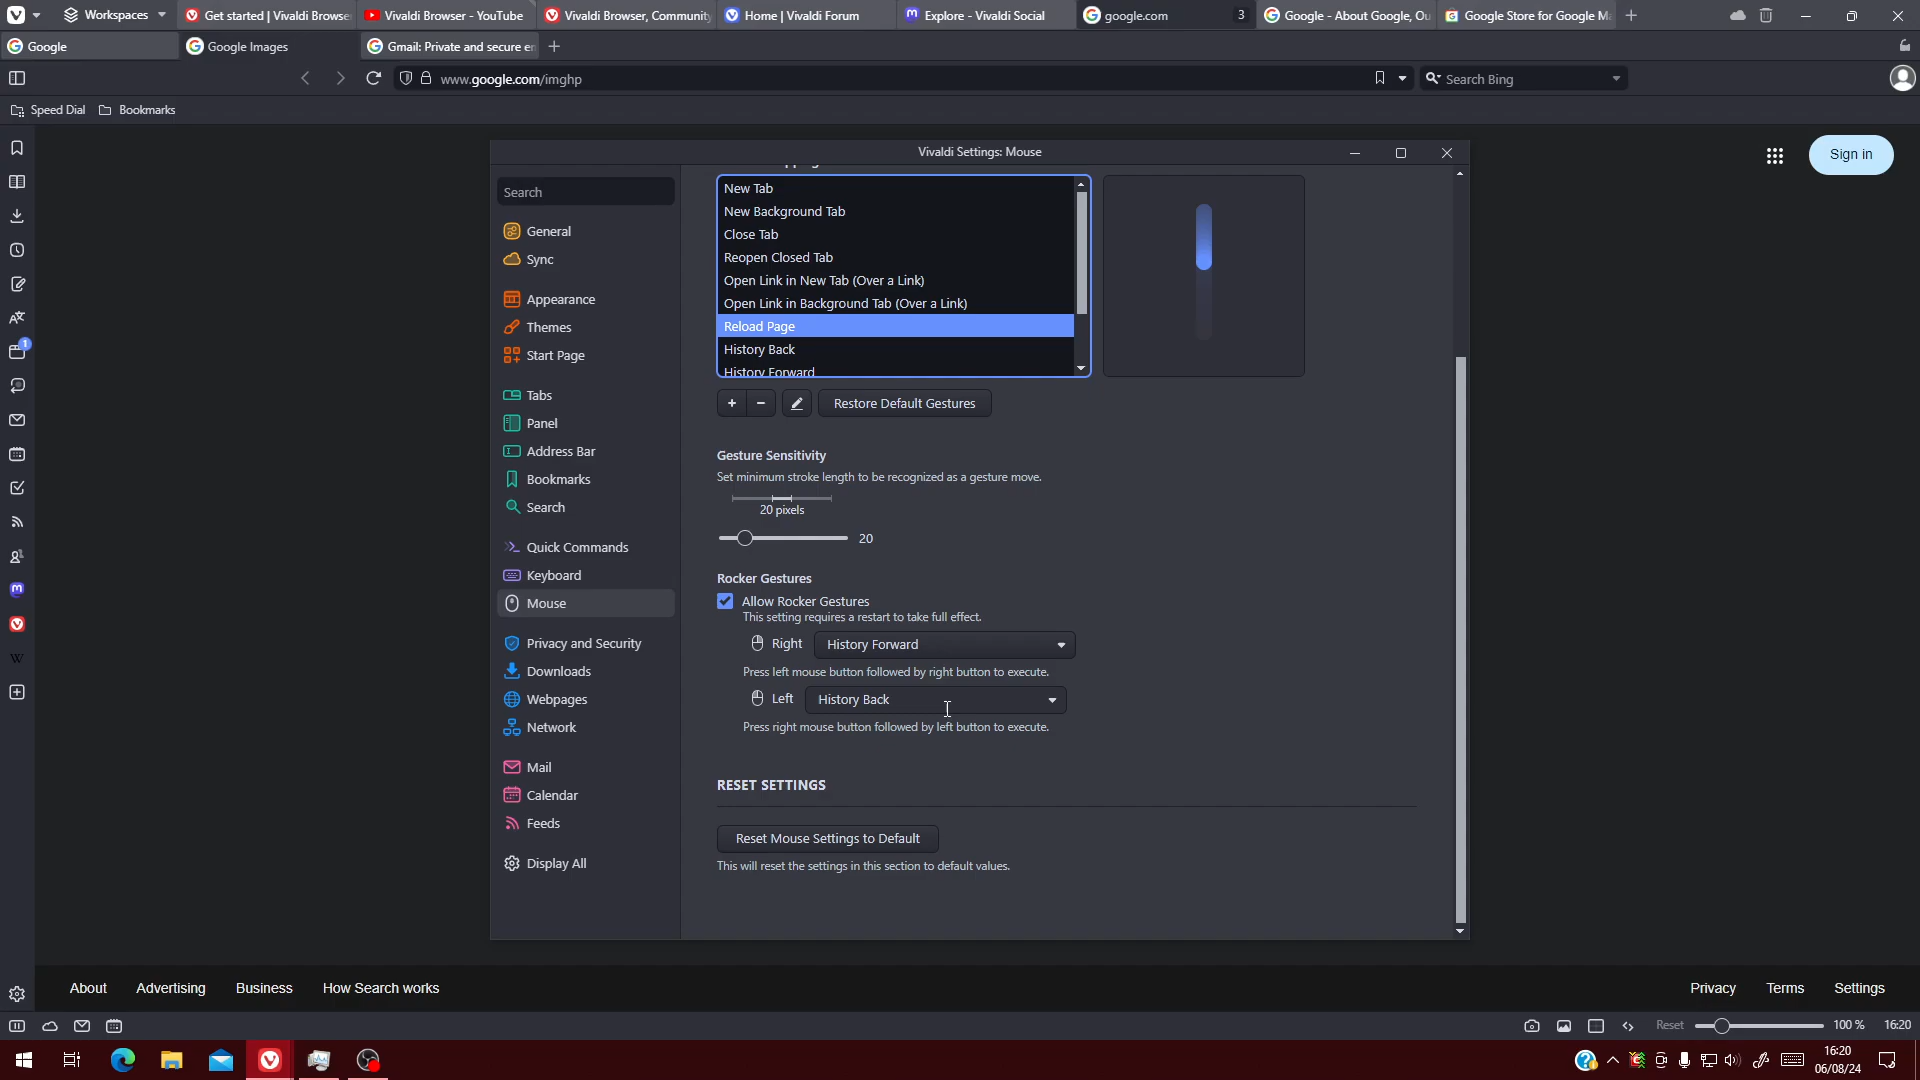 Workspaces
Get started | Vivaldi Browse
Vivaldi Browser - YouTube
Vivaldi Browser, Community
Home | Vivaldi Forum
Explore - Vivaldi Social
google.com 3
Google - About Google, Ou
Google Store for Google M
Google
Google Images
Gmail: Private and secure em
www.google.com/imghp
Search Bing
Speed Dial
Bookmarks
Sign in
Vivaldi Settings: Mouse
Search
General
Sync
Appearance
Themes
Start Page
Tabs
Panel
Address Bar
Bookmarks
Search
Quick Commands
Keyboard
Mouse
Privacy and Security
Downloads
Webpages
Network
Mail
Calendar
Feeds
Display All
New Tab
New Background Tab
Close Tab
Reopen Closed Tab
Open Link in New Tab (Over a Link)
Open Link in Background Tab (Over a Link)
Reload Page
History Back
History Forward
Restore Default Gestures
Gesture Sensitivity
Set minimum stroke length to be recognized as a gesture move.
20 pixels
20
Rocker Gestures
Allow Rocker Gestures
This setting requires a restart to take full effect.
Right History Forward
Press left mouse button followed by right button to execute.
Left History Back
Press right mouse button followed by left button to execute.
RESET SETTINGS
Reset Mouse Settings to Default
This will reset the settings in this section to default values.
1
About
Advertising
Business
How Search works
Privacy
Terms
Settings
Reset
100 %
16:20
16:20
06/08/24